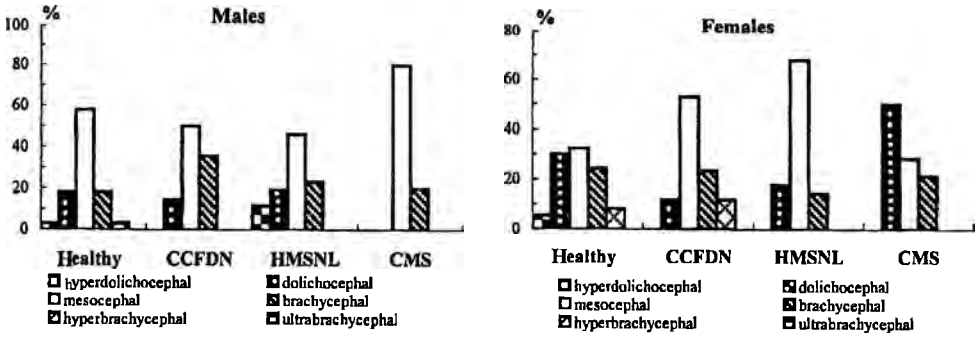 % Males
100
80
60
40
20
0
Healthy CCFDN HMSNL CMS
hyperdolichocephal dolichocephal
mesocephal brachycephal
hyperbrachycephal ultrabrachycephal
% Females
80
60
40
20
0
Healthy CCFDN HMSNL CMS
hyperdolichocephal dolichocephal
mesocephal brachycephal
hyperbrachycephal ultrabrachycephal